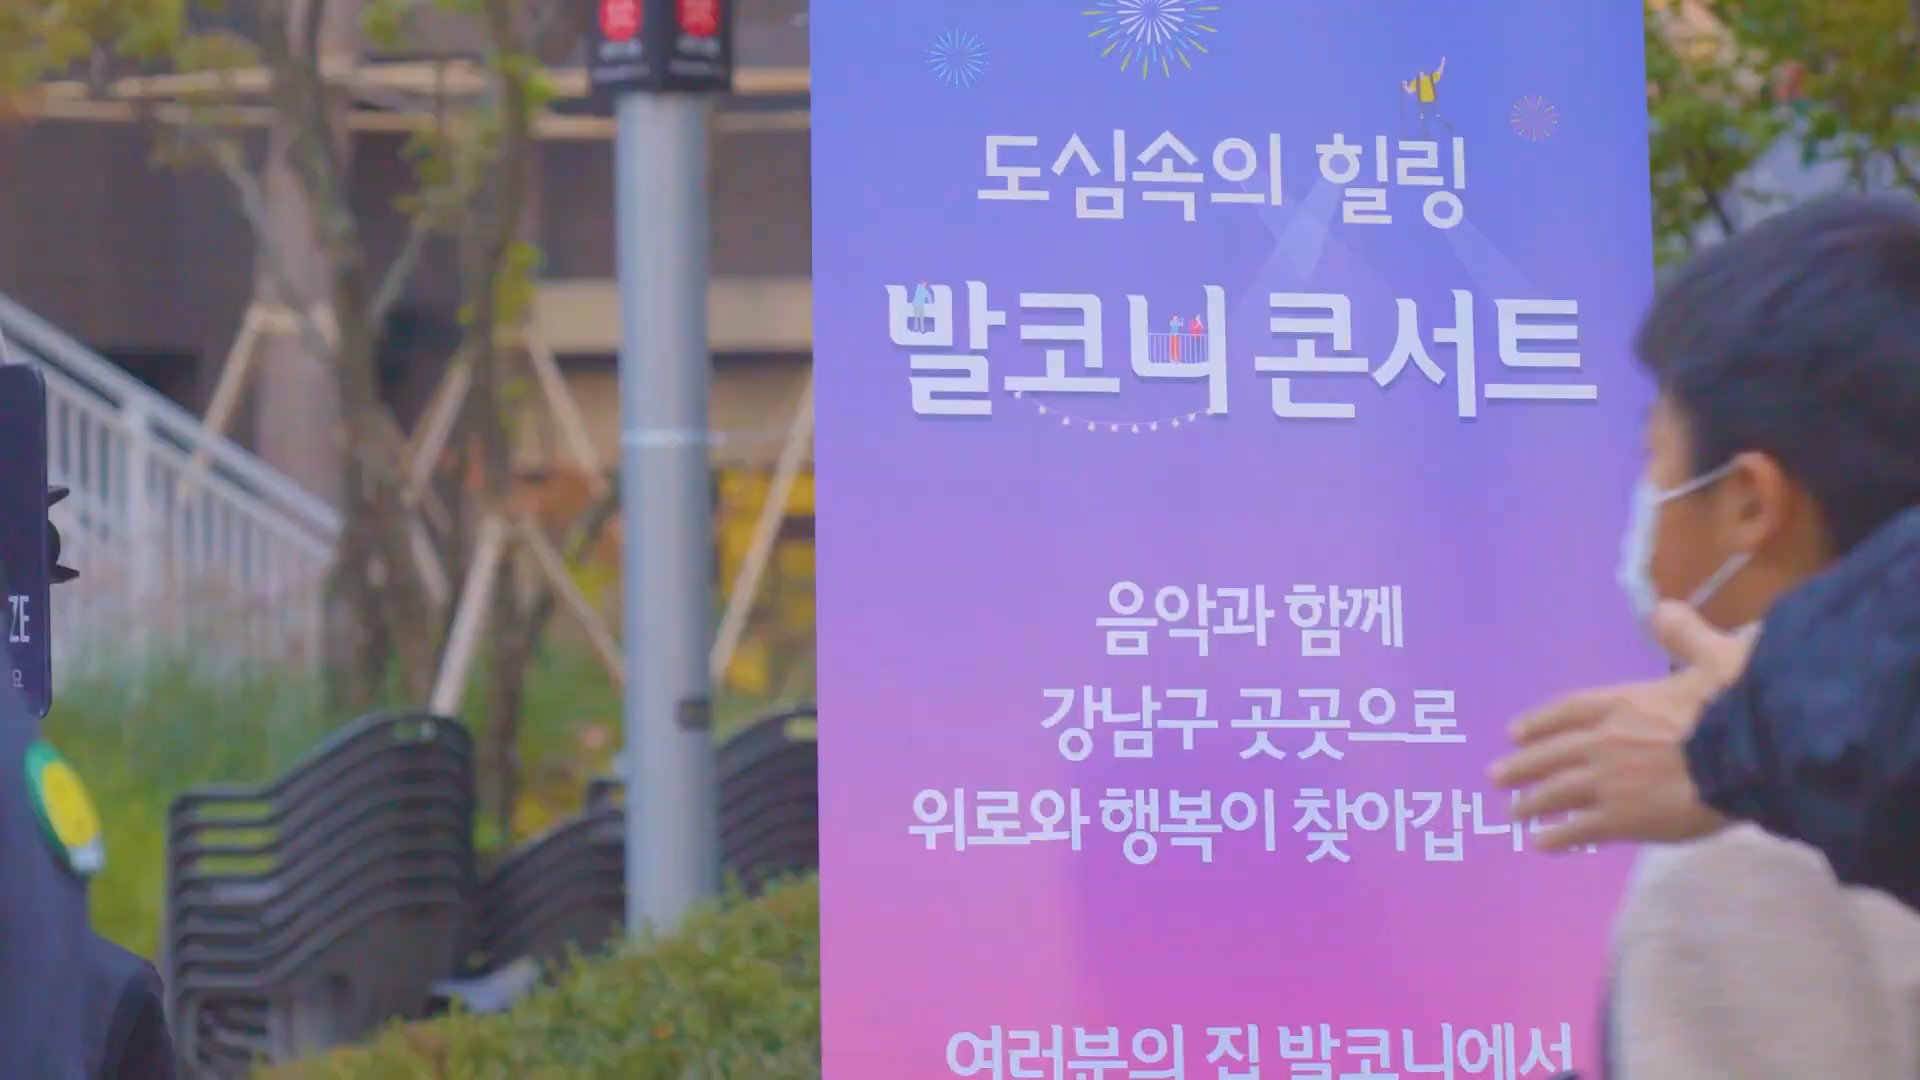 도심속의 힐링
발코니 콘서트
음악과 함께
강남구 곳곳으로
위로와 행복이 찾아갑니다
여러분의 집 발코니에서
ZE
요